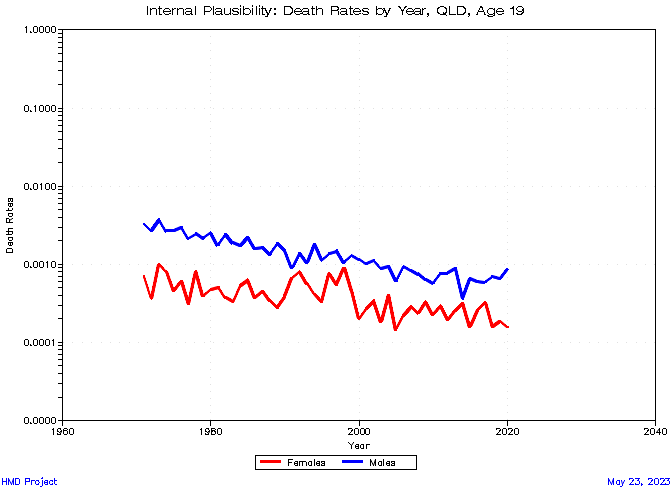 Internal Plausibility: Death Rates by Year, QLD, Age 19
1.0000
0.1000
0.0100
0.0010
0.0001
0.0000
Death Rates
1960
1980
2000
2020
2040
Year
Females
Males
HMD Project
May 23, 2023